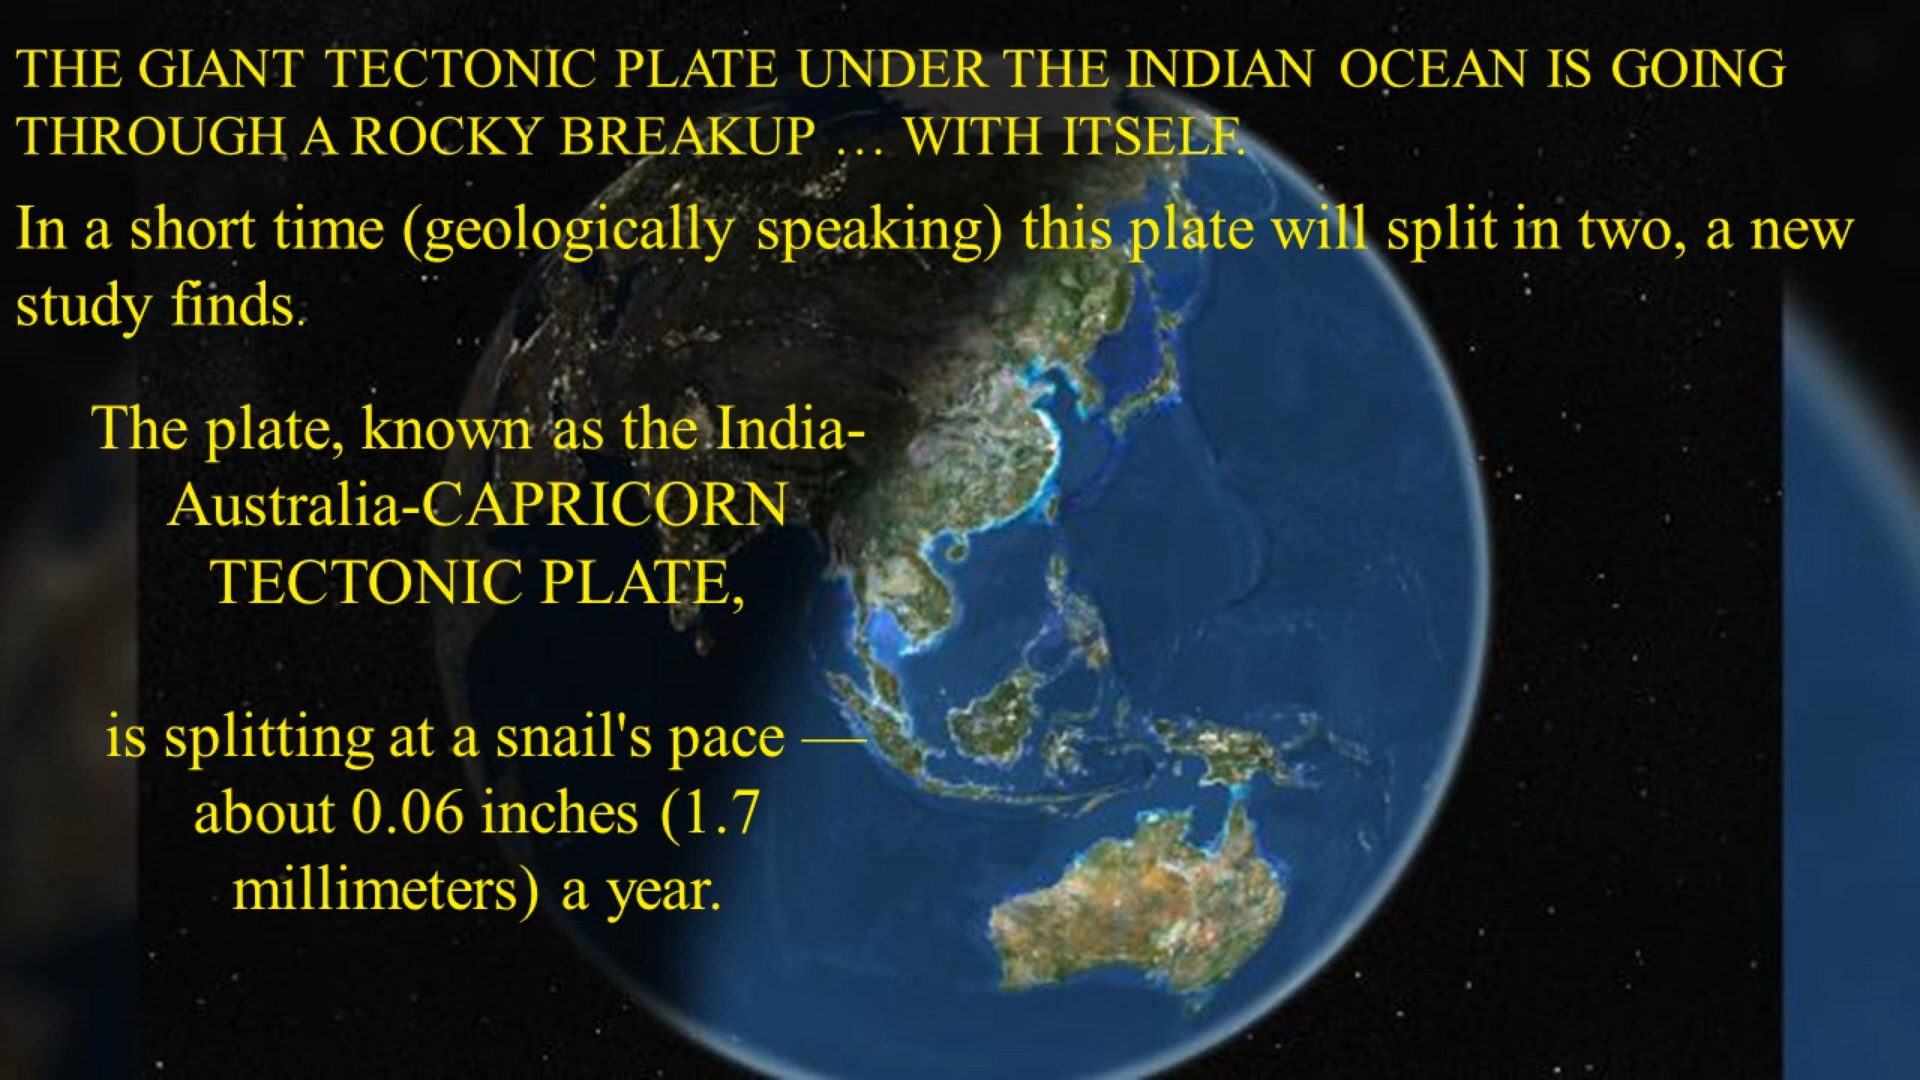 THE GIANT TECTONIC PLATE UNDER THE INDIAN OCEAN IS GOING
THROUGH A ROCKY BREAKUP … WITH ITSELF.
In a short time (geologically speaking) this plate will split in two, a new
study finds.
The plate, known as the India-
Australia-CAPRICORN
TECTONIC PLATE,
is splitting at a snail's pace —
about 0.06 inches (1.7
millimeters) a year.